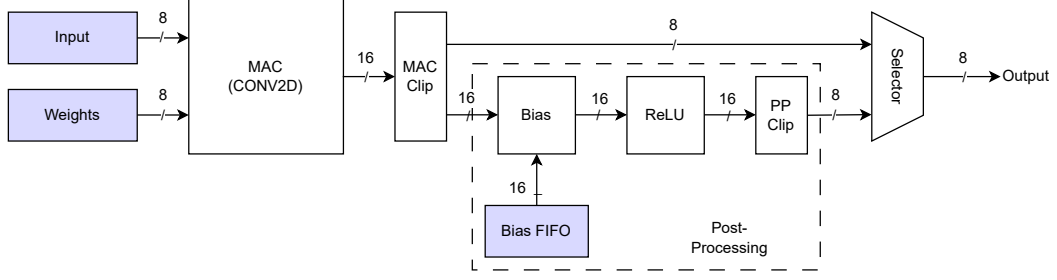 Input
8
Weights
8
MAC
(CONV2D)
16
MAC
Clip
8
16
Bias
16
ReLU
16
PP
Clip
8
Selector
8
Output
16
Bias FIFO
Post-
Processing